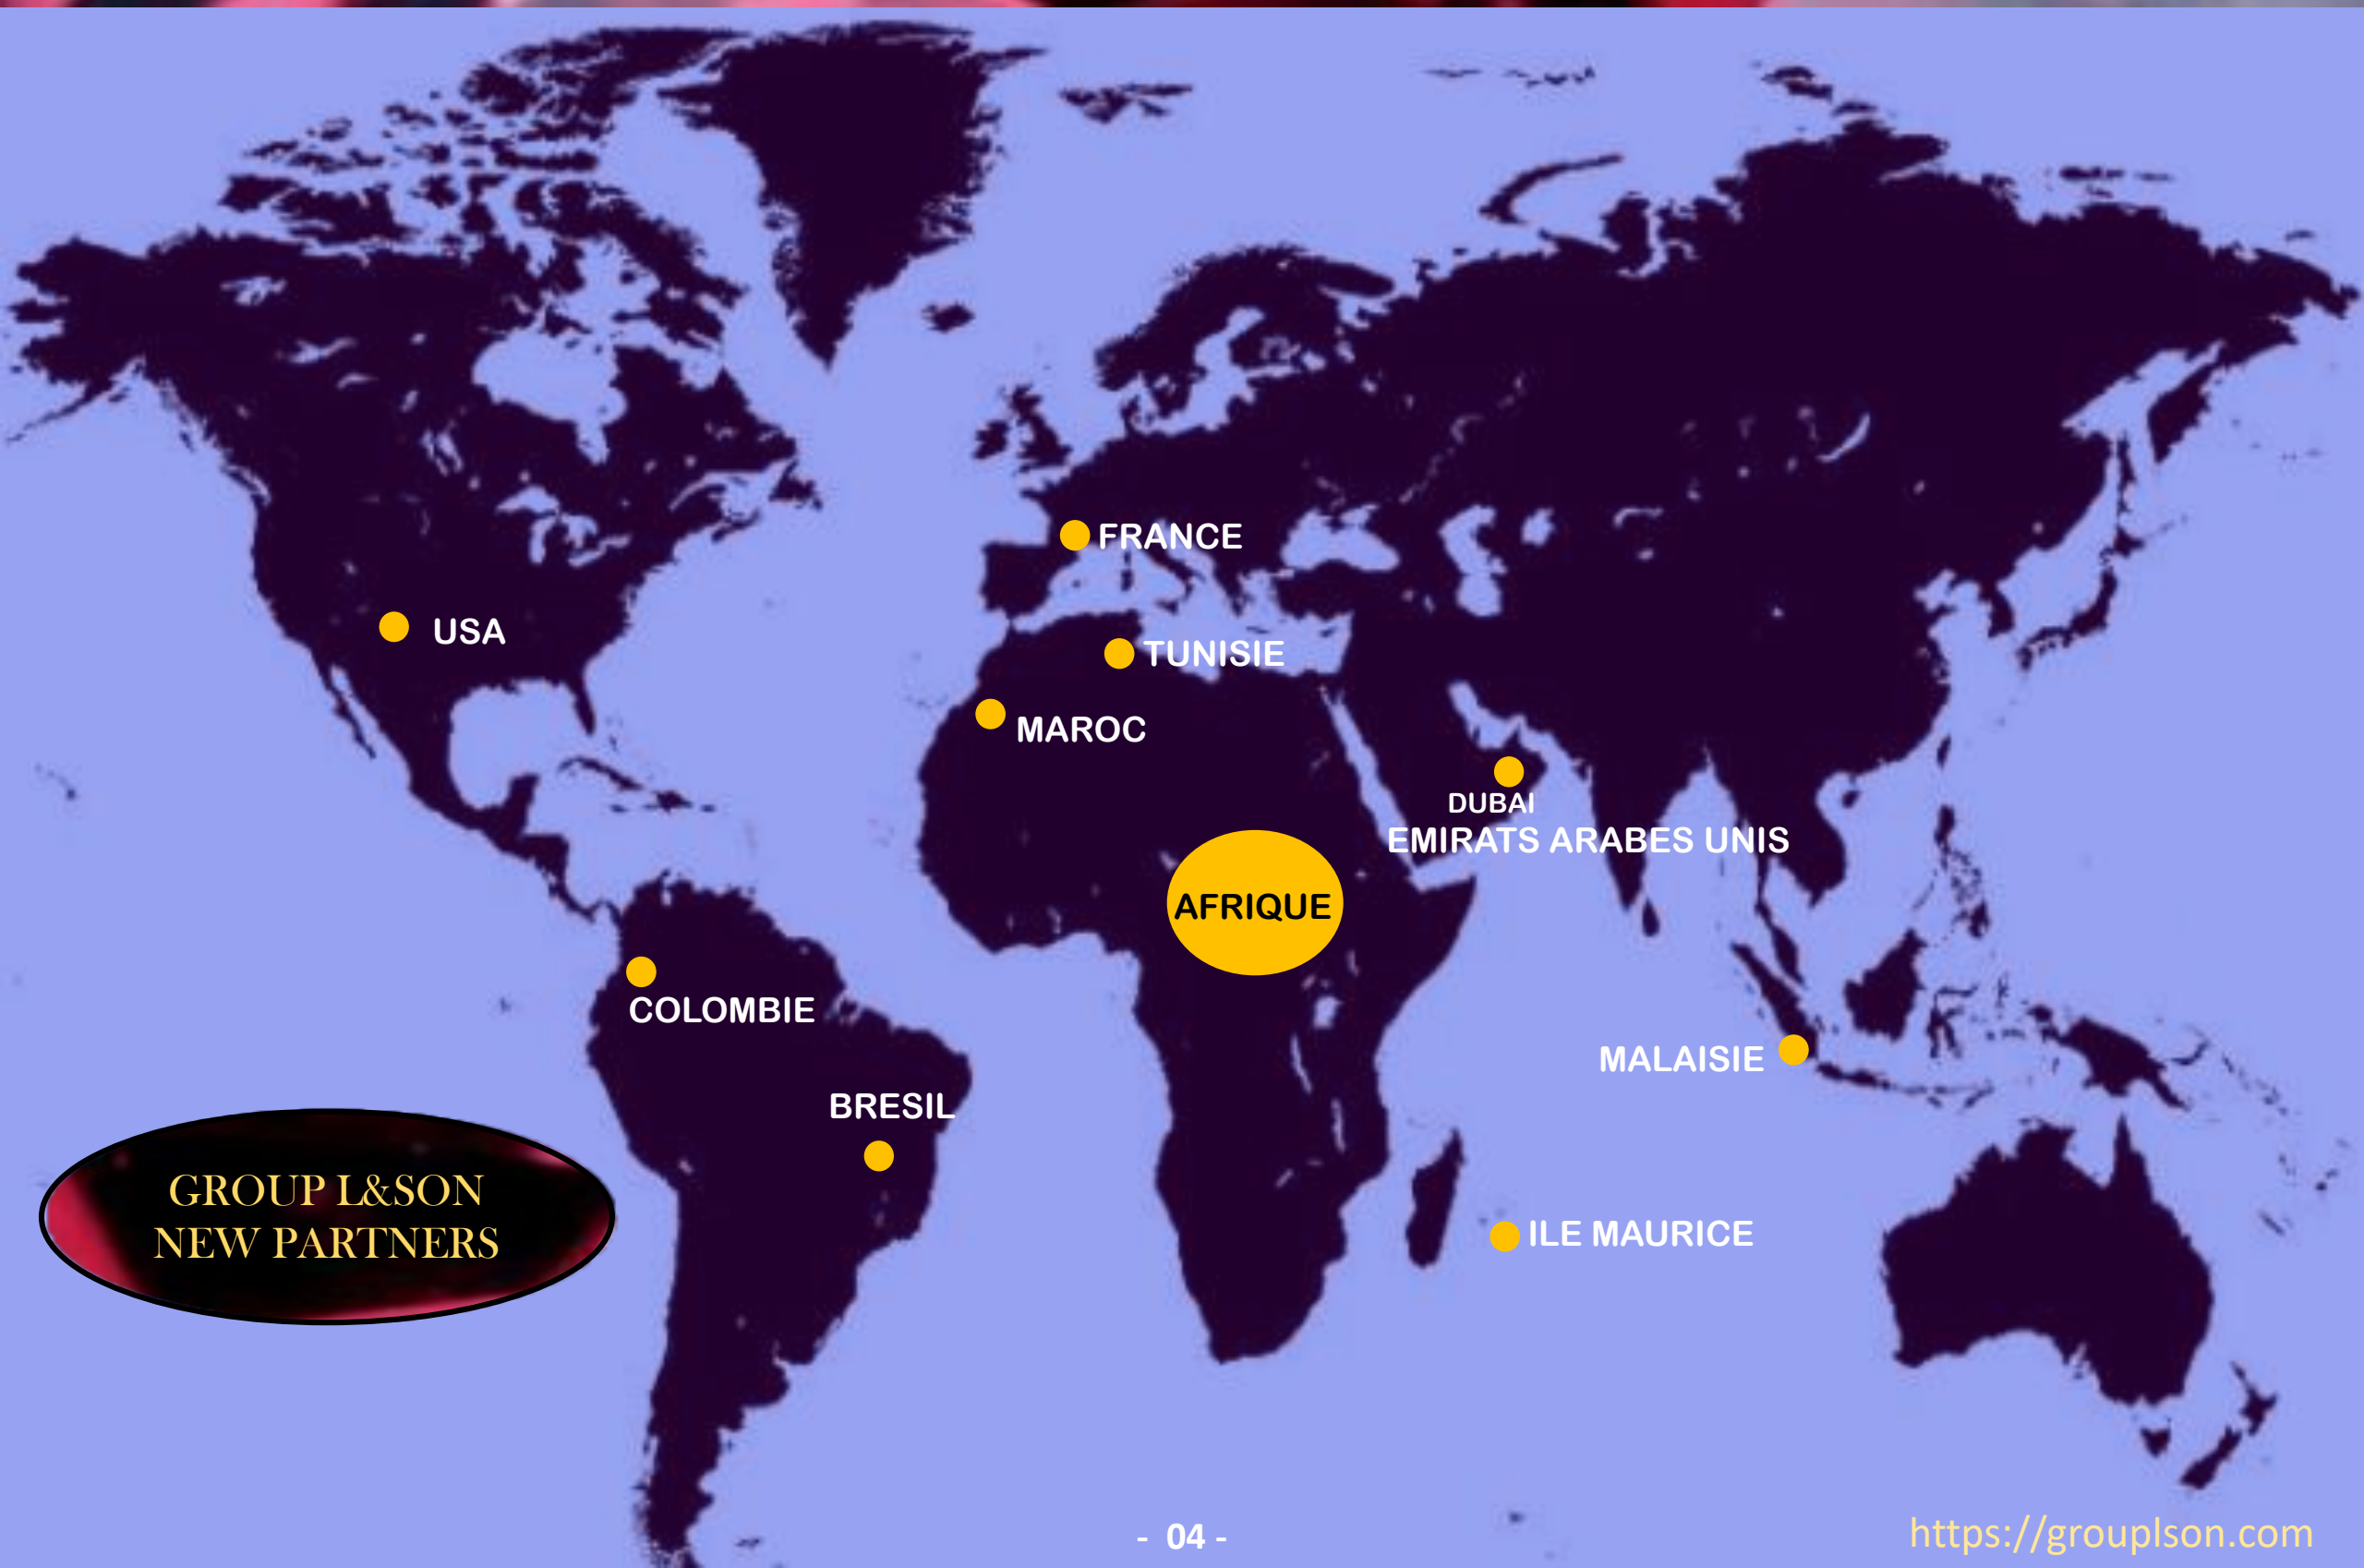 FRANCE
USA
TUNISIE
MAROC
DUBAI
EMIRATS ARABES UNIS
AFRIQUE
COLOMBIE
MALAISIE
BRESIL
GROUP L&SON
NEW PARTNERS
ILE MAURICE
- 04 -
https://grouplson.com